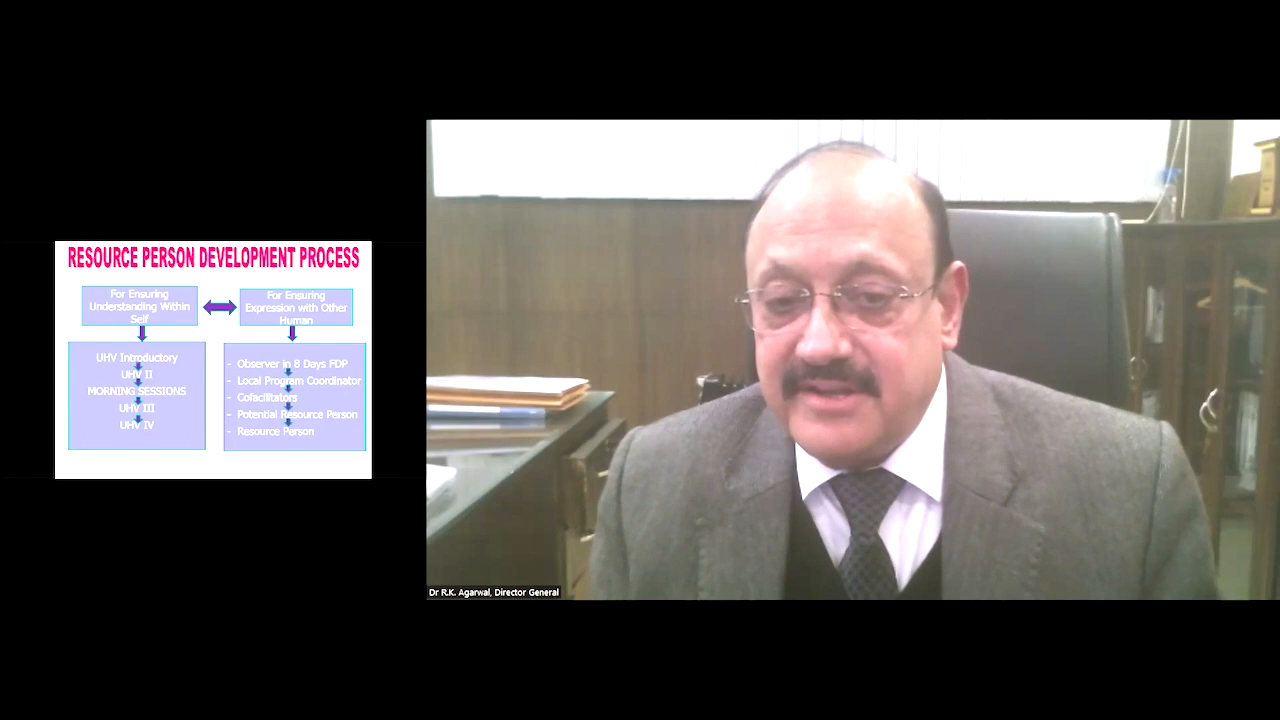 RESOURCE PERSON DEVELOPMENT PROCESS
For Ensuring
Understanding Within
Self
For Ensuring
Expression with Other
Human
UHV Introductory
UHV II
MORNING SESSIONS
UHV III
UHV IV
- Observer in 8 Days FDP
- Local Program Coordinator
- Cofacilitators
- Potential Resource Person
- Resource Person
Dr R.K. Agarwal, Director General